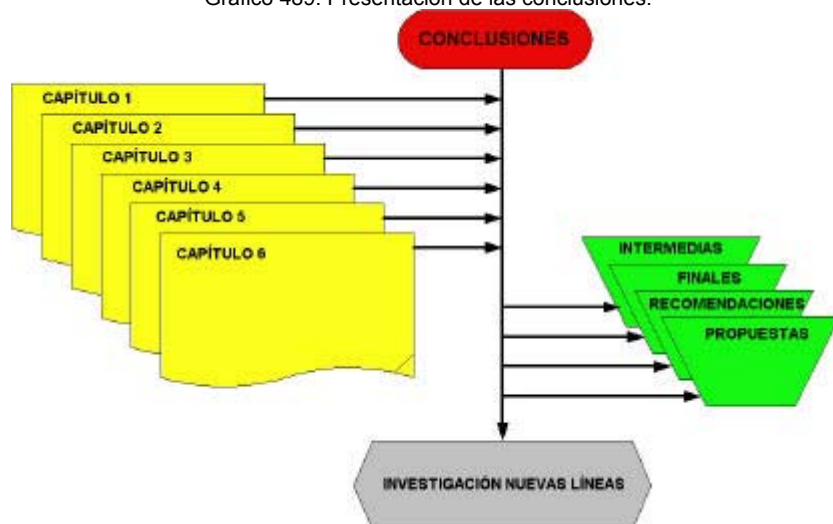 Gráfico 489. Presentación de las conclusiones.
CONCLUSIONES
CAPÍTULO 1
CAPÍTULO 2
CAPÍTULO 3
CAPÍTULO 4
CAPÍTULO 5
CAPÍTULO 6
INTERMEDIAS
FINALES
RECOMENDACIONES
PROPUESTAS
INVESTIGACIÓN NUEVAS LÍNEAS